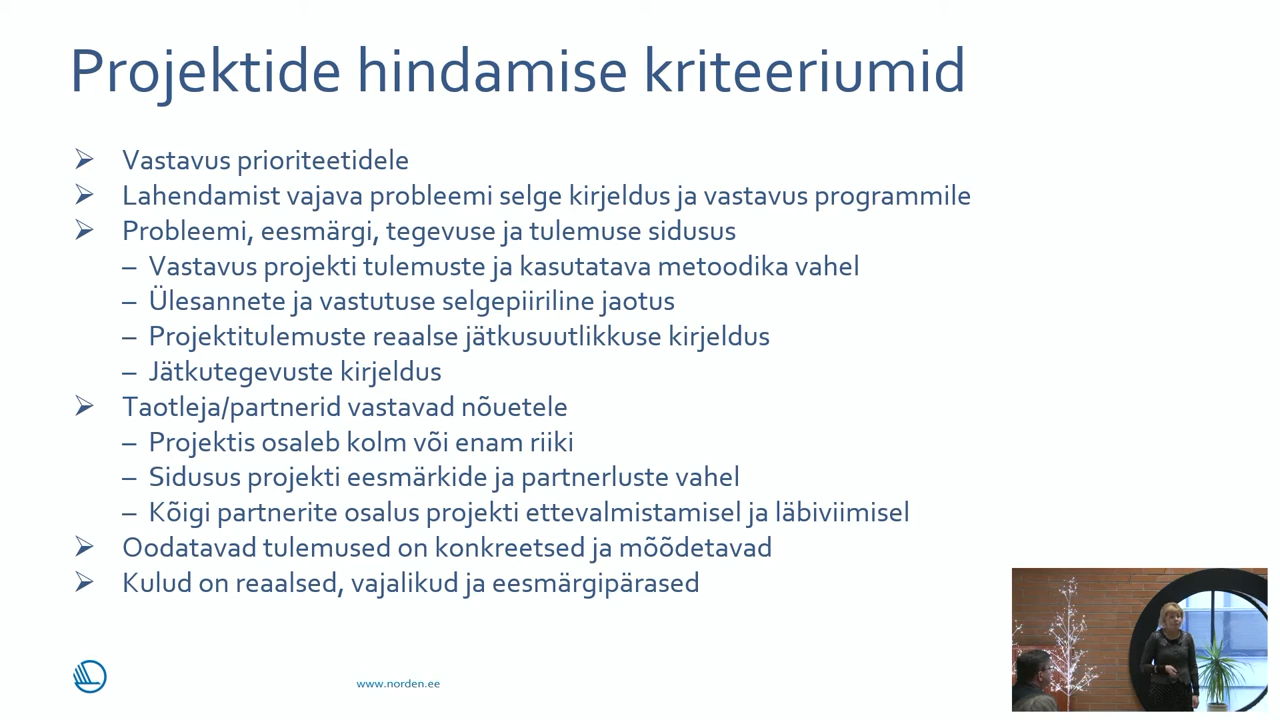 Projektide hindamise kriteeriumid
➢ Vastavus prioriteetidele
➢ Lahendamist vajava probleemi selge kirjeldus ja vastavus programmile
➢ Probleemi, eesmärgi, tegevuse ja tulemuse sidusus
– Vastavus projekti tulemuste ja kasutatava metoodika vahel
– Ülesannete ja vastutuse selgepiiriline jaotus
– Projektitulemuste reaalse jätkusuutlikkuse kirjeldus
– Jätkutegevuste kirjeldus
➢ Taotleja/partnerid vastavad nõuetele
– Projektis osaleb kolm või enam riiki
– Sidusus projekti eesmärkide ja partnerluste vahel
– Kõigi partnerite osalus projekti ettevalmistamisel ja läbiviimisel
➢ Oodatavad tulemused on konkreetsed ja mõõdetavad
➢ Kulud on reaalsed, vajalikud ja eesmärgipärased
www.norden.ee